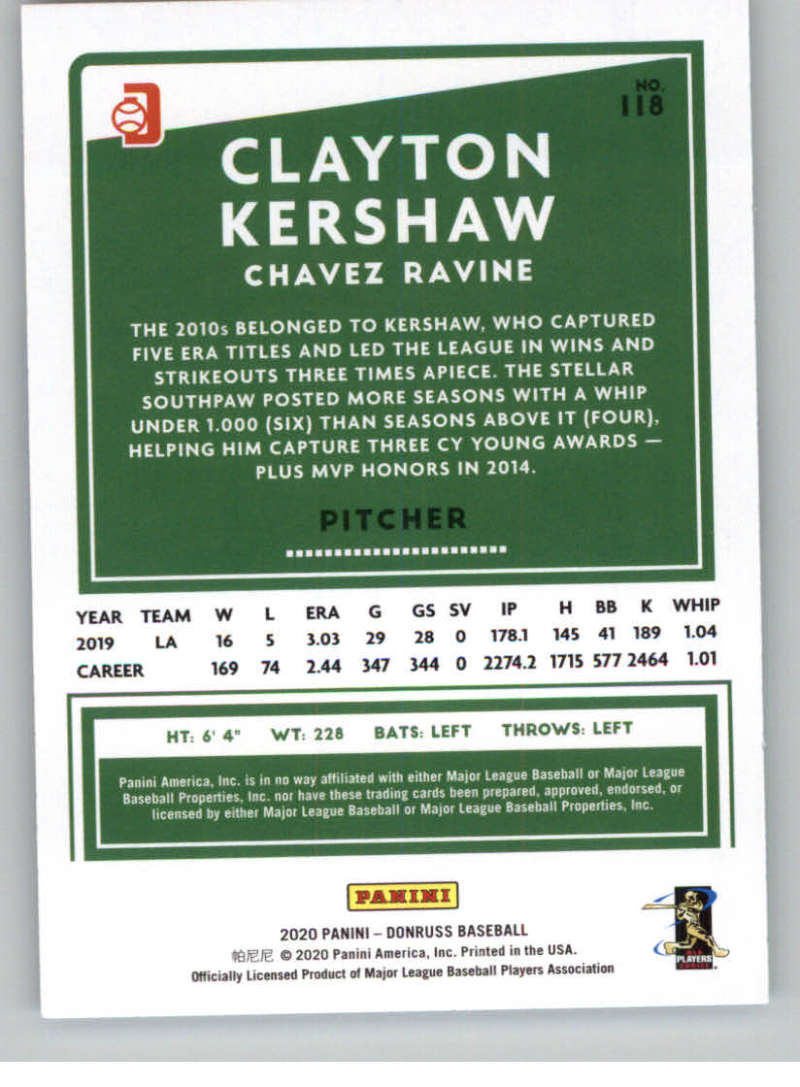 NO.
118
CLAYTON
KERSHAW
CHAVEZ RAVINE
THE 2010s BELONGED TO KERSHAW, WHO CAPTURED
FIVE ERA TITLES AND LED THE LEAGUE IN WINS AND
STRIKEOUTS THREE TIMES APIECE. THE STELLAR
SOUTHPAW POSTED MORE SEASONS WITH A WHIP
UNDER 1.000 (SIX) THAN SEASONS ABOVE IT (FOUR),
HELPING HIM CAPTURE THREE CY YOUNG AWARDS —
PLUS MVP HONORS IN 2014.
PITCHER
YEAR TEAM W L ERA G GS SV IP H BB K WHIP
2019 LA 16 5 3.03 29 28 0 178.1 145 41 189 1.04
CAREER 169 74 2.44 347 344 0 2274.2 1715 577 2464 1.01
HT: 6' 4" WT: 228 BATS: LEFT THROWS: LEFT
Panini America, Inc. is in no way affiliated with either Major League Baseball or Major League
Baseball Properties, Inc. nor have these trading cards been prepared, approved, endorsed, or
licensed by either Major League Baseball or Major League Baseball Properties, Inc.
PANINI
2020 PANINI – DONRUSS BASEBALL
帕尼尼 © 2020 Panini America, Inc. Printed in the USA.
Officially Licensed Product of Major League Baseball Players Association
PLAYERS